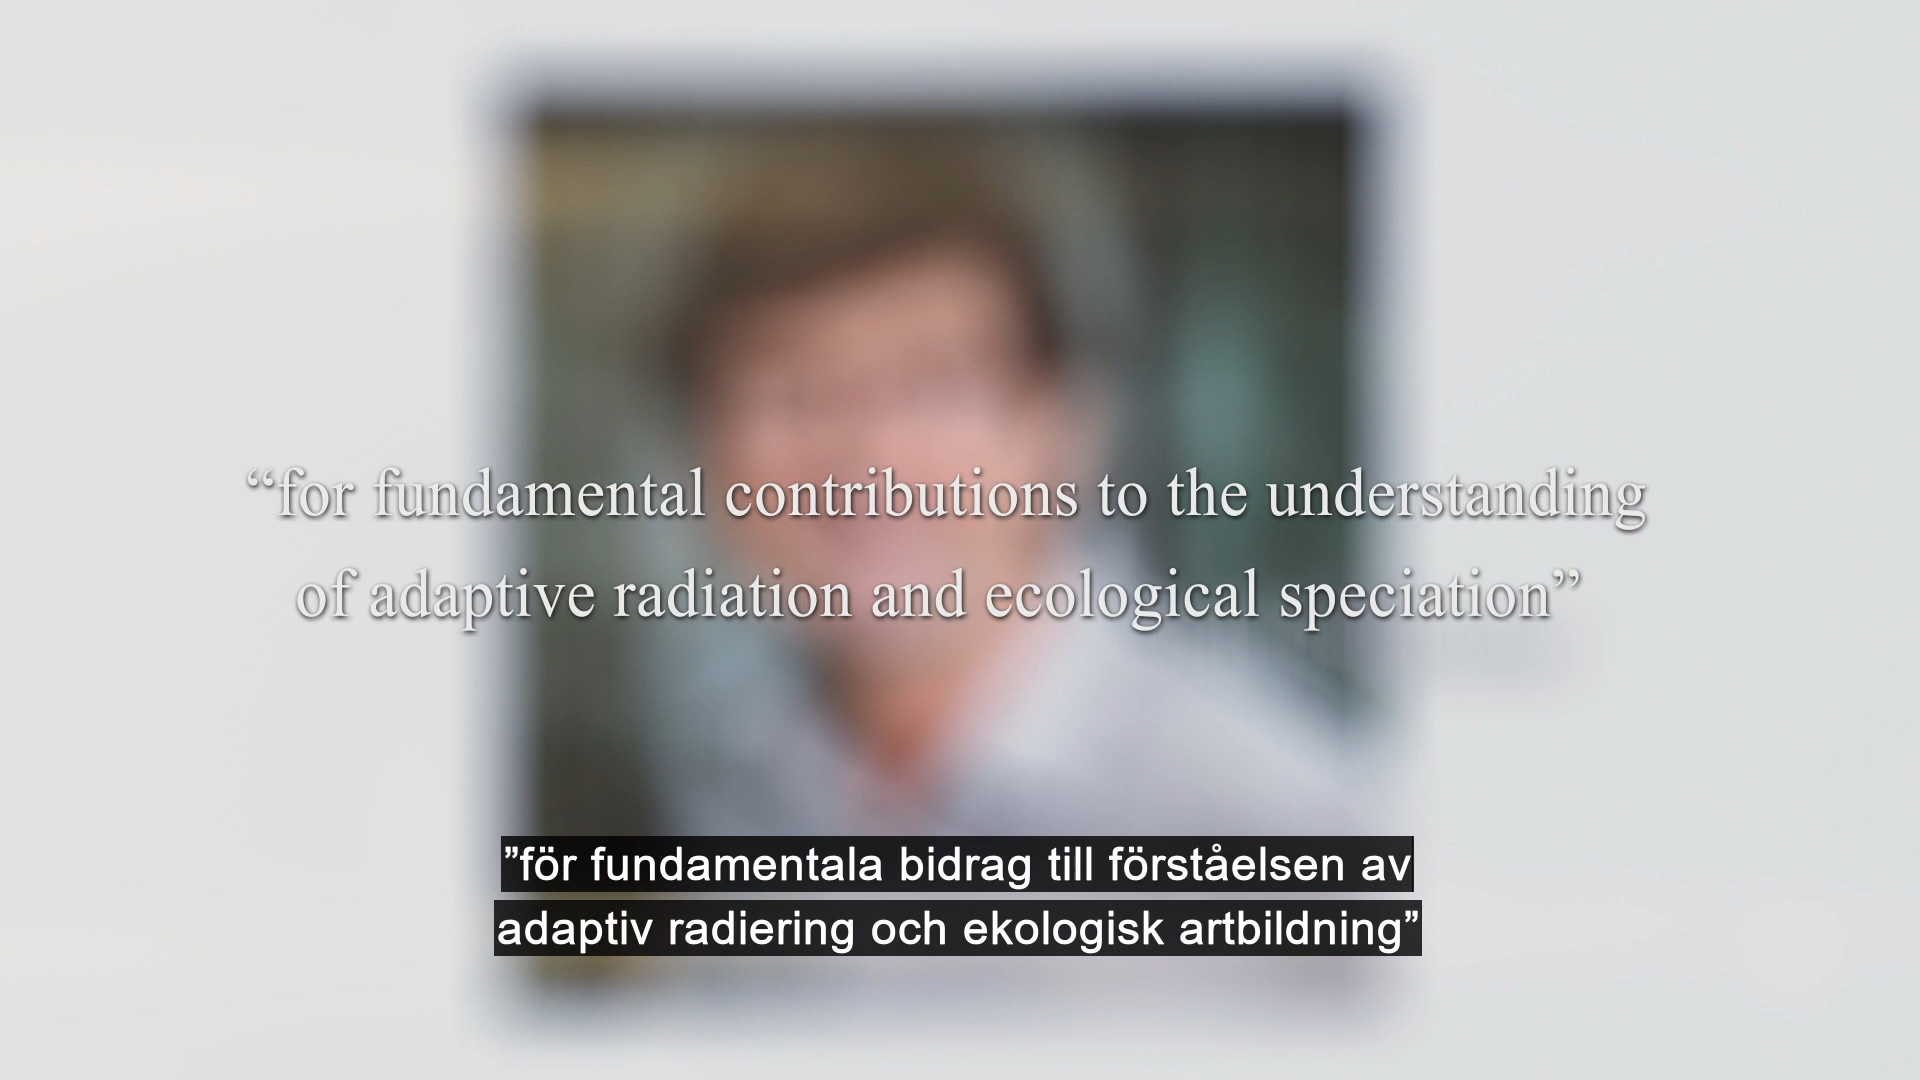 “for fundamental contributions to the understanding
of adaptive radiation and ecological speciation”
”för fundamentala bidrag till förståelsen av
adaptiv radiering och ekologisk artbildning”